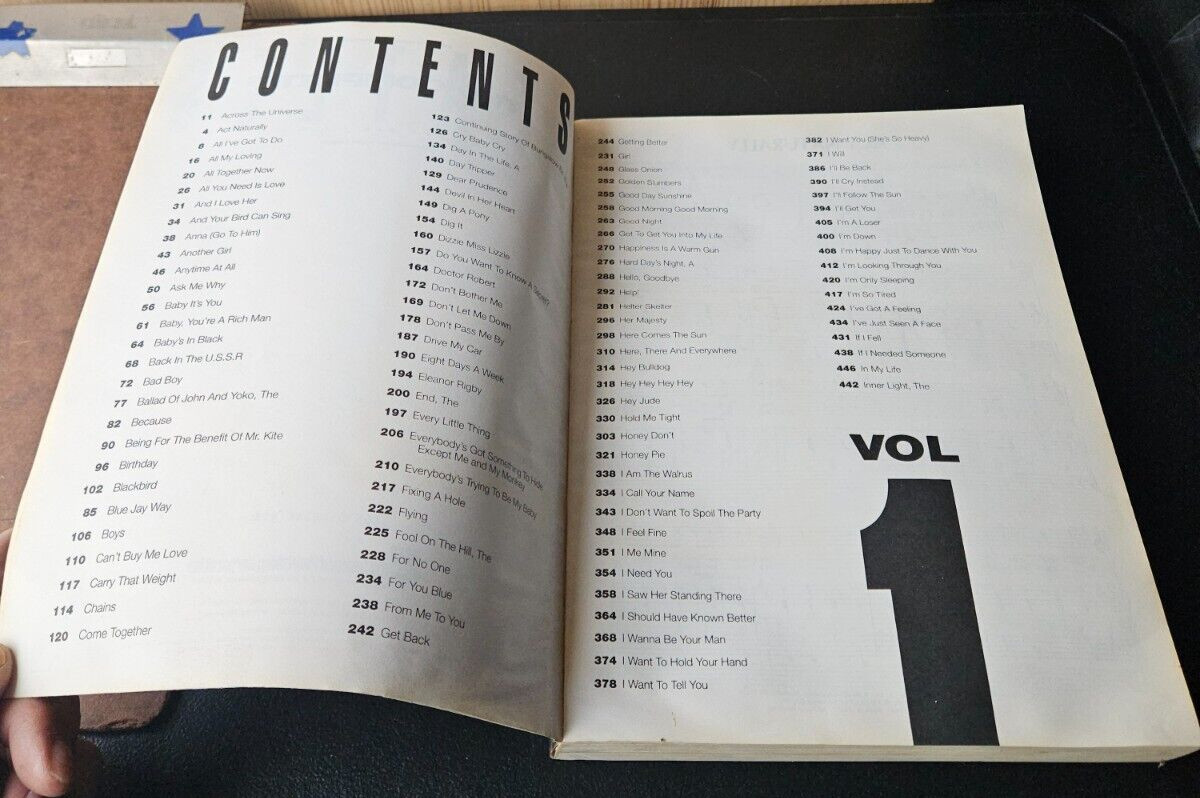 CONTENTS
11 Across The Universe
4 Act Naturally
8 All I've Got To Do
16 All My Loving
20 All Together Now
26 All You Need Is Love
31 And I Love Her
34 And Your Bird Can Sing
38 Anna (Go To Him)
43 Another Girl
46 Anytime At All
50 Ask Me Why
56 Baby It's You
61 Baby, You're A Rich Man
64 Baby's In Black
68 Back In The U.S.S.R
72 Bad Boy
77 Ballad Of John And Yoko, The
82 Because
90 Being For The Benefit Of Mr. Kite
96 Birthday
102 Blackbird
85 Blue Jay Way
106 Boys
110 Can't Buy Me Love
117 Carry That Weight
114 Chains
120 Come Together
123 Continuing Story Of Bungalow
126 Cry Baby Cry
134 Day In The Life, A
140 Day Tripper
129 Dear Prudence
144 Devil In Her Heart
149 Dig A Pony
154 Dig It
160 Dizzie Miss Lizzie
157 Do You Want To Know A Secret?
164 Doctor Robert
172 Don't Bother Me
169 Don't Let Me Down
178 Don't Pass Me By
187 Drive My Car
190 Eight Days A Week
194 Eleanor Rigby
200 End, The
197 Every Little Thing
206 Everybody's Got Something To Hide
Except Me and My Monkey
210 Everybody's Trying To Be My Baby
217 Fixing A Hole
222 Flying
225 Fool On The Hill, The
228 For No One
234 For You Blue
238 From Me To You
242 Get Back
244 Getting Better
231 Girl
248 Glass Onion
252 Golden Slumbers
255 Good Day Sunshine
258 Good Morning Good Morning
263 Good Night
266 Got To Get You Into My Life
270 Happiness Is A Warm Gun
276 Hard Day's Night, A
288 Hello, Goodbye
292 Help!
281 Helter Skelter
296 Her Majesty
298 Here Comes The Sun
310 Here, There And Everywhere
314 Hey Bulldog
318 Hey Hey Hey Hey
326 Hey Jude
330 Hold Me Tight
303 Honey Don't
321 Honey Pie
338 I Am The Walrus
334 I Call Your Name
343 I Don't Want To Spoil The Party
348 I Feel Fine
351 I Me Mine
354 I Need You
358 I Saw Her Standing There
364 I Should Have Known Better
368 I Wanna Be Your Man
374 I Want To Hold Your Hand
378 I Want To Tell You
382 I Want You (She's So Heavy)
371 I Will
386 I'll Be Back
390 I'll Cry Instead
397 I'll Follow The Sun
394 I'll Get You
405 I'm A Loser
400 I'm Down
408 I'm Happy Just To Dance With You
412 I'm Looking Through You
420 I'm Only Sleeping
417 I'm So Tired
424 I've Got A Feeling
434 I've Just Seen A Face
431 If I Fell
438 If I Needed Someone
446 In My Life
442 Inner Light, The
VOL
1